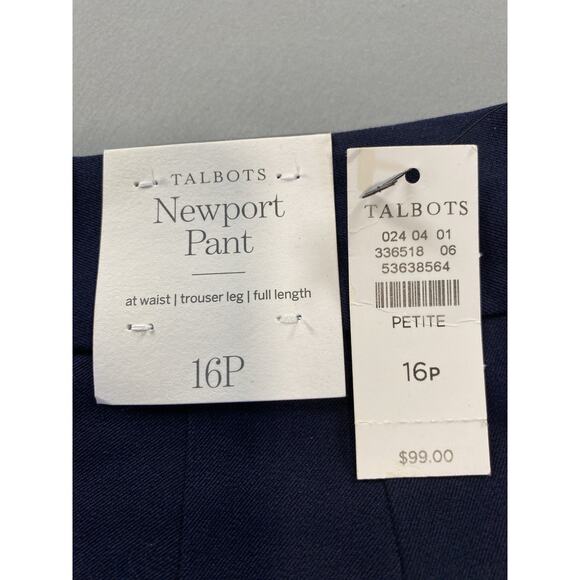 TALBOTS
Newport
Pant
at waist | trouser leg | full length
16P
TALBOTS
024 04 01
336518 06
53638564
PETITE
16P
$99.00